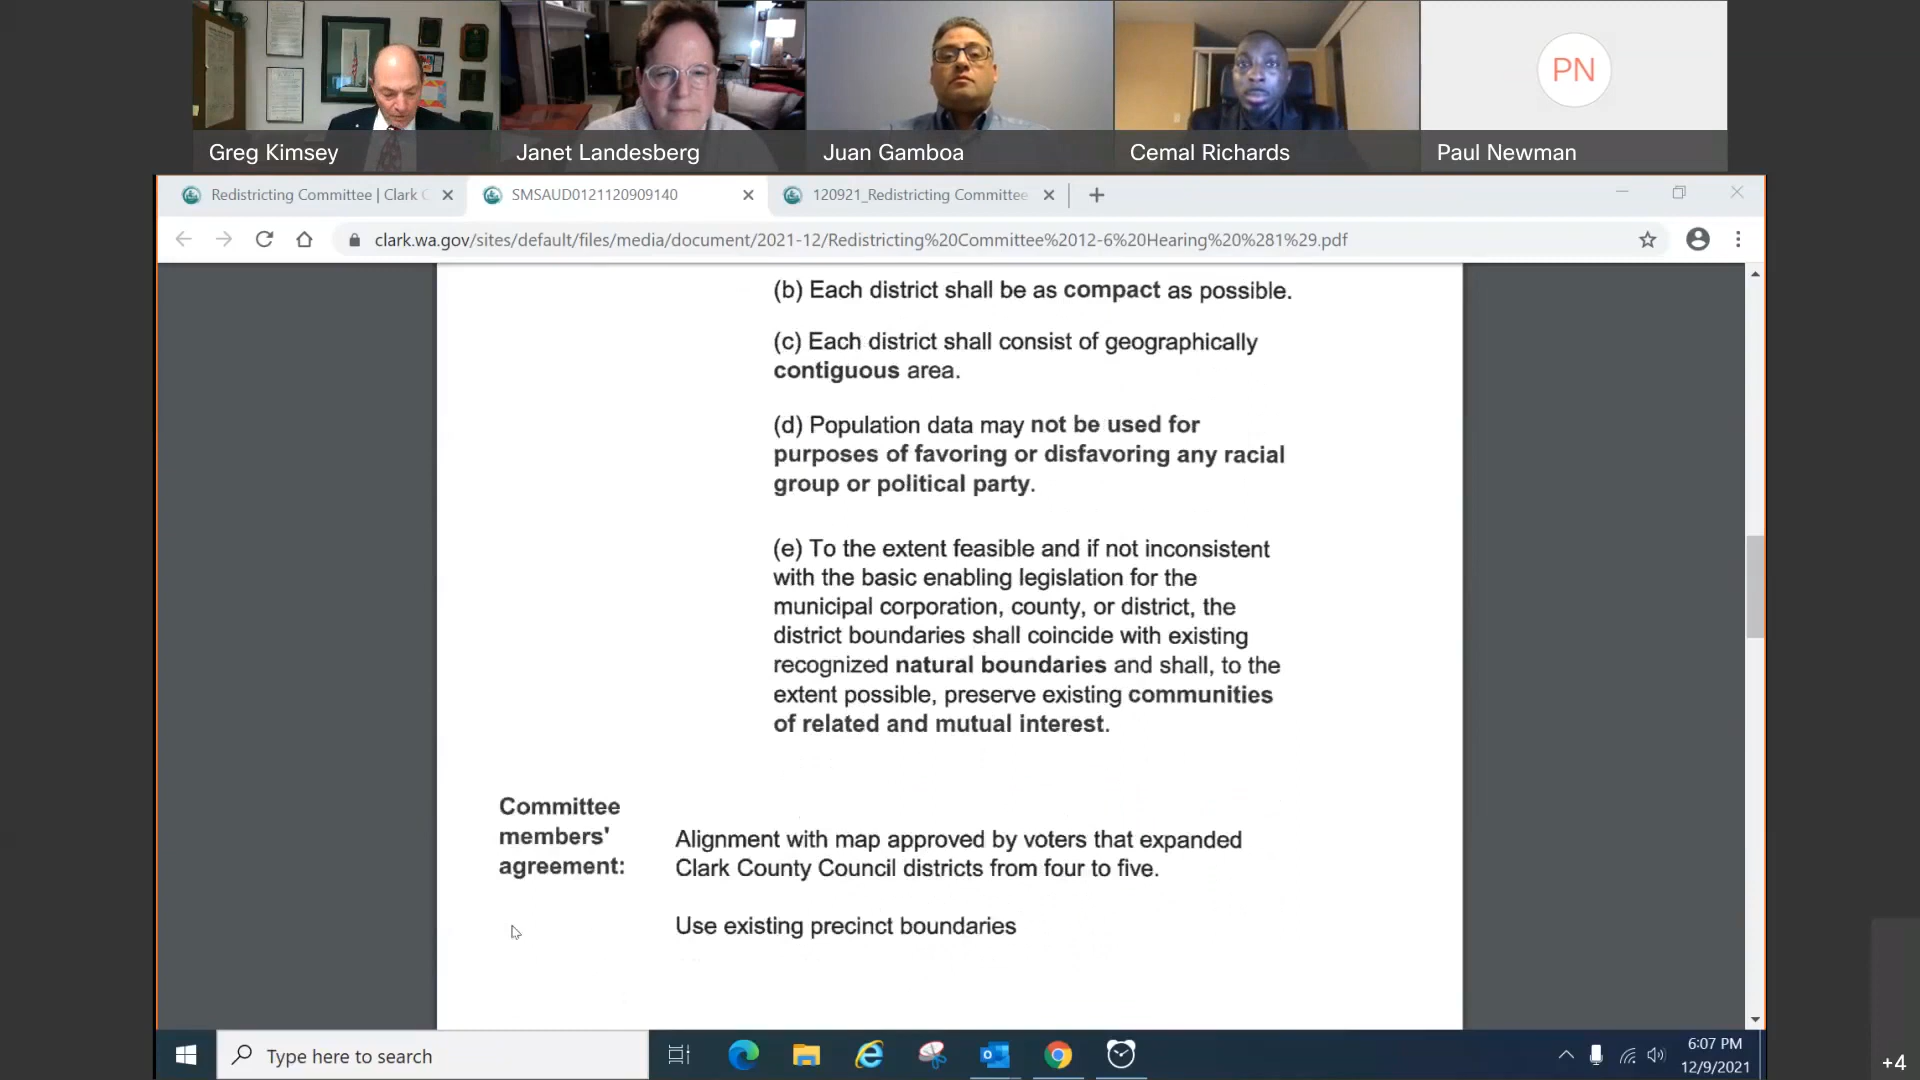 PN
Greg Kimsey
Janet Landesberg
Juan Gamboa
Cemal Richards
Paul Newman
Redistricting Committee | Clark C
SMSAUD0121120909140
120921_Redistricting Committee
clark.wa.gov/sites/default/files/media/document/2021-12/Redistricting%20Committee%2012-6%20Hearing%20%281%29.pdf
(b) Each district shall be as compact as possible.
(c) Each district shall consist of geographically
contiguous area.
(d) Population data may not be used for
purposes of favoring or disfavoring any racial
group or political party.
(e) To the extent feasible and if not inconsistent
with the basic enabling legislation for the
municipal corporation, county, or district, the
district boundaries shall coincide with existing
recognized natural boundaries and shall, to the
extent possible, preserve existing communities
of related and mutual interest.
Committee
members'
agreement:
Alignment with map approved by voters that expanded
Clark County Council districts from four to five.
Use existing precinct boundaries
Type here to search
6:07 PM
12/9/2021
+4